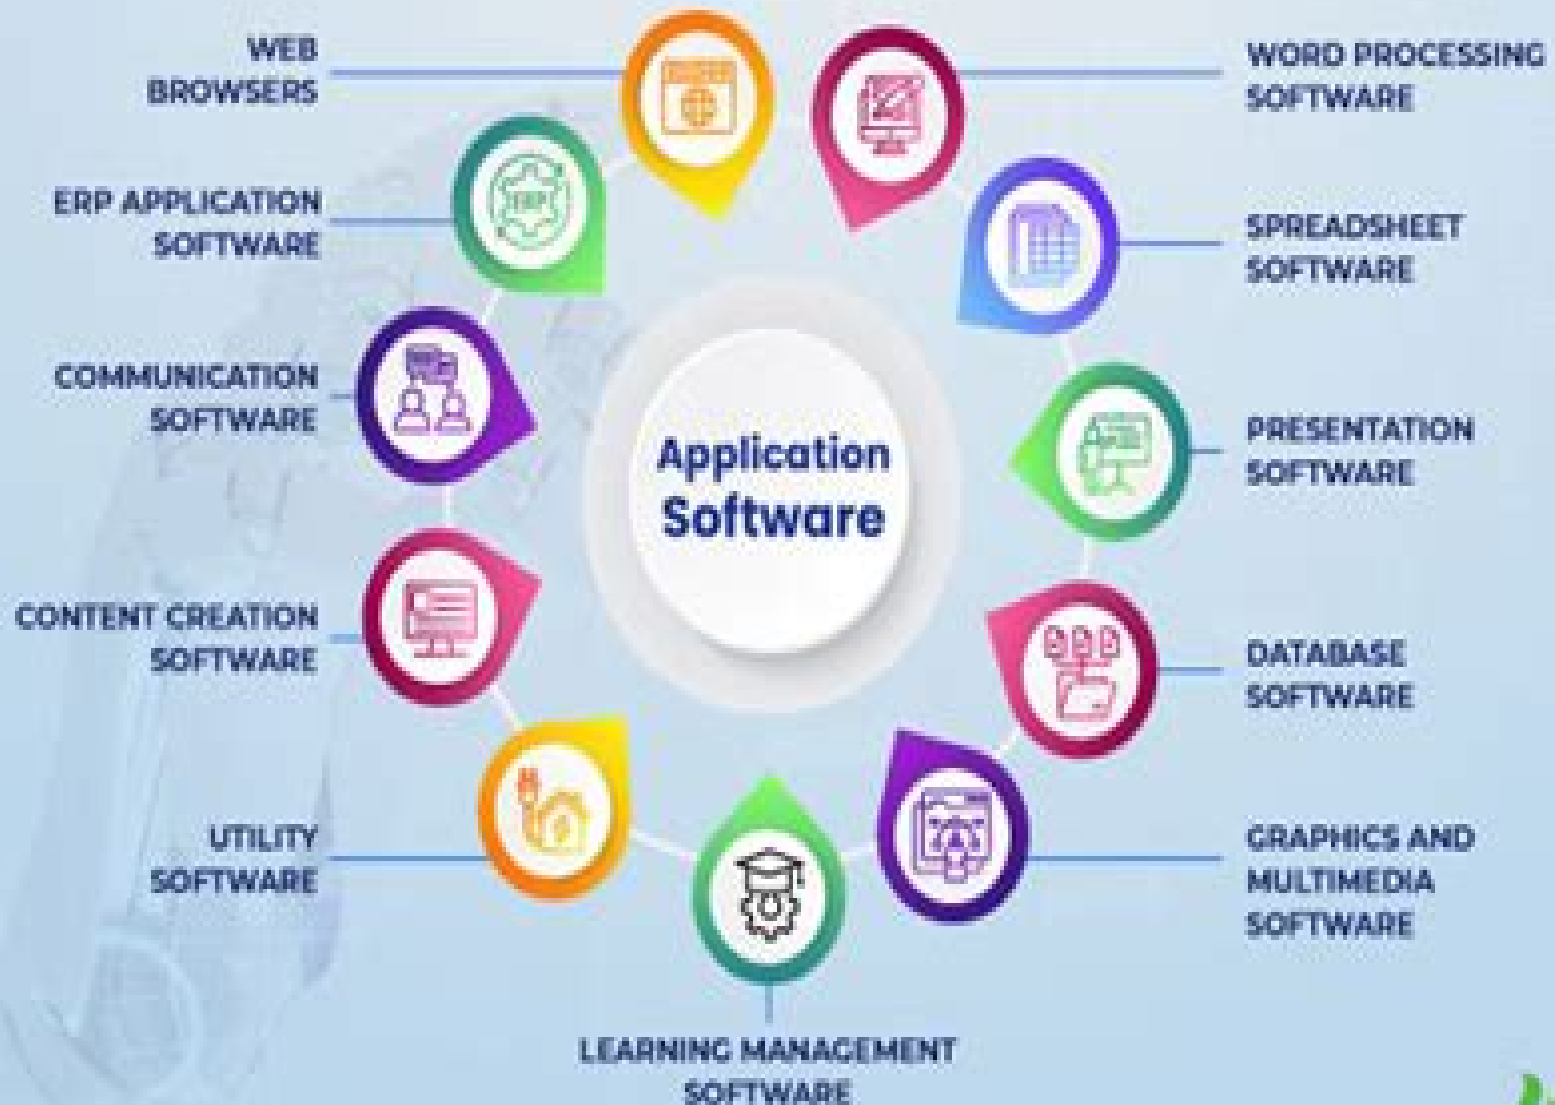 WEB
BROWSERS
WORD PROCESSING
SOFTWARE
ERP APPLICATION
SOFTWARE
SPREADSHEET
SOFTWARE
COMMUNICATION
SOFTWARE
Application
Software
PRESENTATION
SOFTWARE
CONTENT CREATION
SOFTWARE
DATABASE
SOFTWARE
UTILITY
SOFTWARE
GRAPHICS AND
MULTIMEDIA
SOFTWARE
LEARNING MANAGEMENT
SOFTWARE
ERP